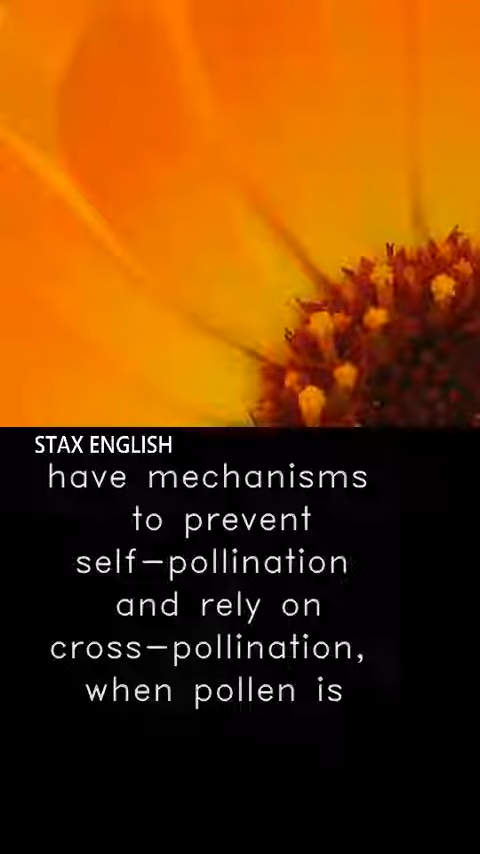 STAX ENGLISH
have mechanisms
to prevent
self-pollination
and rely on
cross-pollination,
when pollen is